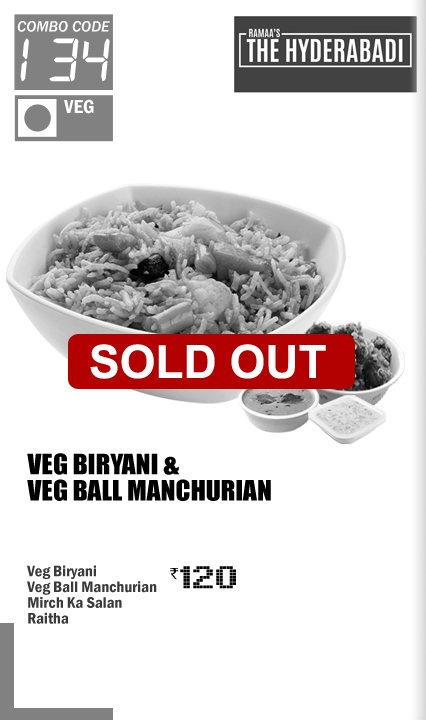 COMBO CODE
134
VEG
RAMAA'S
THE HYDERABADI
SOLD OUT
VEG BIRYANI &
VEG BALL MANCHURIAN
Veg Biryani
Veg Ball Manchurian
Mirch Ka Salan
Raitha
₹120